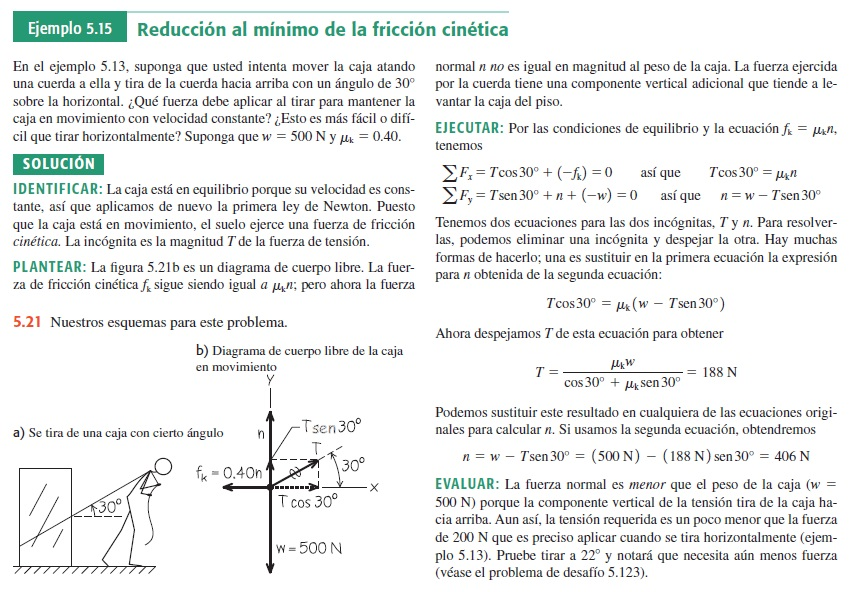 Ejemplo 5.15 Reducción al mínimo de la fricción cinética
En el ejemplo 5.13, suponga que usted intenta mover la caja atando
una cuerda a ella y tira de la cuerda hacia arriba con un ángulo de 30°
sobre la horizontal. ¿Qué fuerza debe aplicar al tirar para mantener la
caja en movimiento con velocidad constante? ¿Esto es más fácil o difí-
cil que tirar horizontalmente? Suponga que w = 500 N y μk = 0.40.
SOLUCIÓN
IDENTIFICAR: La caja está en equilibrio porque su velocidad es cons-
tante, así que aplicamos de nuevo la primera ley de Newton. Puesto
que la caja está en movimiento, el suelo ejerce una fuerza de fricción
cinética. La incógnita es la magnitud T de la fuerza de tensión.
PLANTEAR: La figura 5.21b es un diagrama de cuerpo libre. La fuer-
za de fricción cinética fk sigue siendo igual a μkn; pero ahora la fuerza
5.21 Nuestros esquemas para este problema.
a) Se tira de una caja con cierto ángulo
30°
b) Diagrama de cuerpo libre de la caja
en movimiento
Y
n
T sen 30°
T
30°
fk = 0.40n
x
T cos 30°
w = 500 N
normal n no es igual en magnitud al peso de la caja. La fuerza ejercida
por la cuerda tiene una componente vertical adicional que tiende a le-
vantar la caja del piso.
EJECUTAR: Por las condiciones de equilibrio y la ecuación fk = μkn,
tenemos
∑Fx = T cos 30° + (−fk) = 0 así que T cos 30° = μkn
∑Fy = T sen 30° + n + (−w) = 0 así que n = w − T sen 30°
Tenemos dos ecuaciones para las dos incógnitas, T y n. Para resolver-
las, podemos eliminar una incógnita y despejar la otra. Hay muchas
formas de hacerlo; una es sustituir en la primera ecuación la expresión
para n obtenida de la segunda ecuación:
T cos 30° = μk(w − T sen 30°)
Ahora despejamos T de esta ecuación para obtener
T = μkw / (cos 30° + μk sen 30°) = 188 N
Podemos sustituir este resultado en cualquiera de las ecuaciones origi-
nales para calcular n. Si usamos la segunda ecuación, obtendremos
n = w − T sen 30° = (500 N) − (188 N) sen 30° = 406 N
EVALUAR: La fuerza normal es menor que el peso de la caja (w =
500 N) porque la componente vertical de la tensión tira de la caja ha-
cia arriba. Aun así, la tensión requerida es un poco menor que la fuerza
de 200 N que es preciso aplicar cuando se tira horizontalmente (ejem-
plo 5.13). Pruebe tirar a 22° y notará que necesita aún menos fuerza
(véase el problema de desafío 5.123).